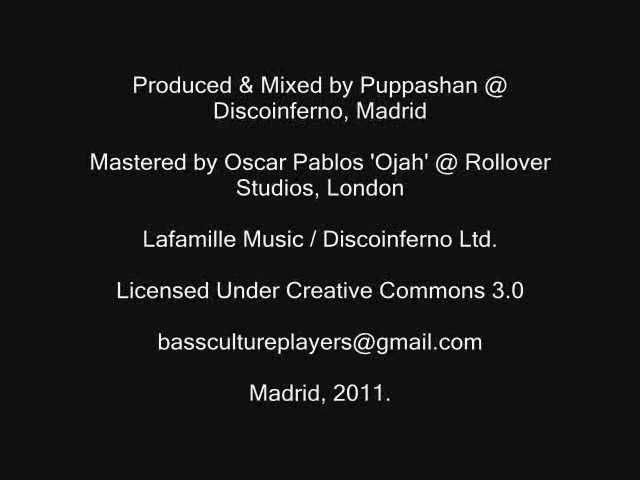 Produced & Mixed by Puppashan @
Discoinferno, Madrid
Mastered by Oscar Pablos 'Ojah' @ Rollover
Studios, London
Lafamille Music / Discoinferno Ltd.
Licensed Under Creative Commons 3.0
basscultureplayers@gmail.com
Madrid, 2011.